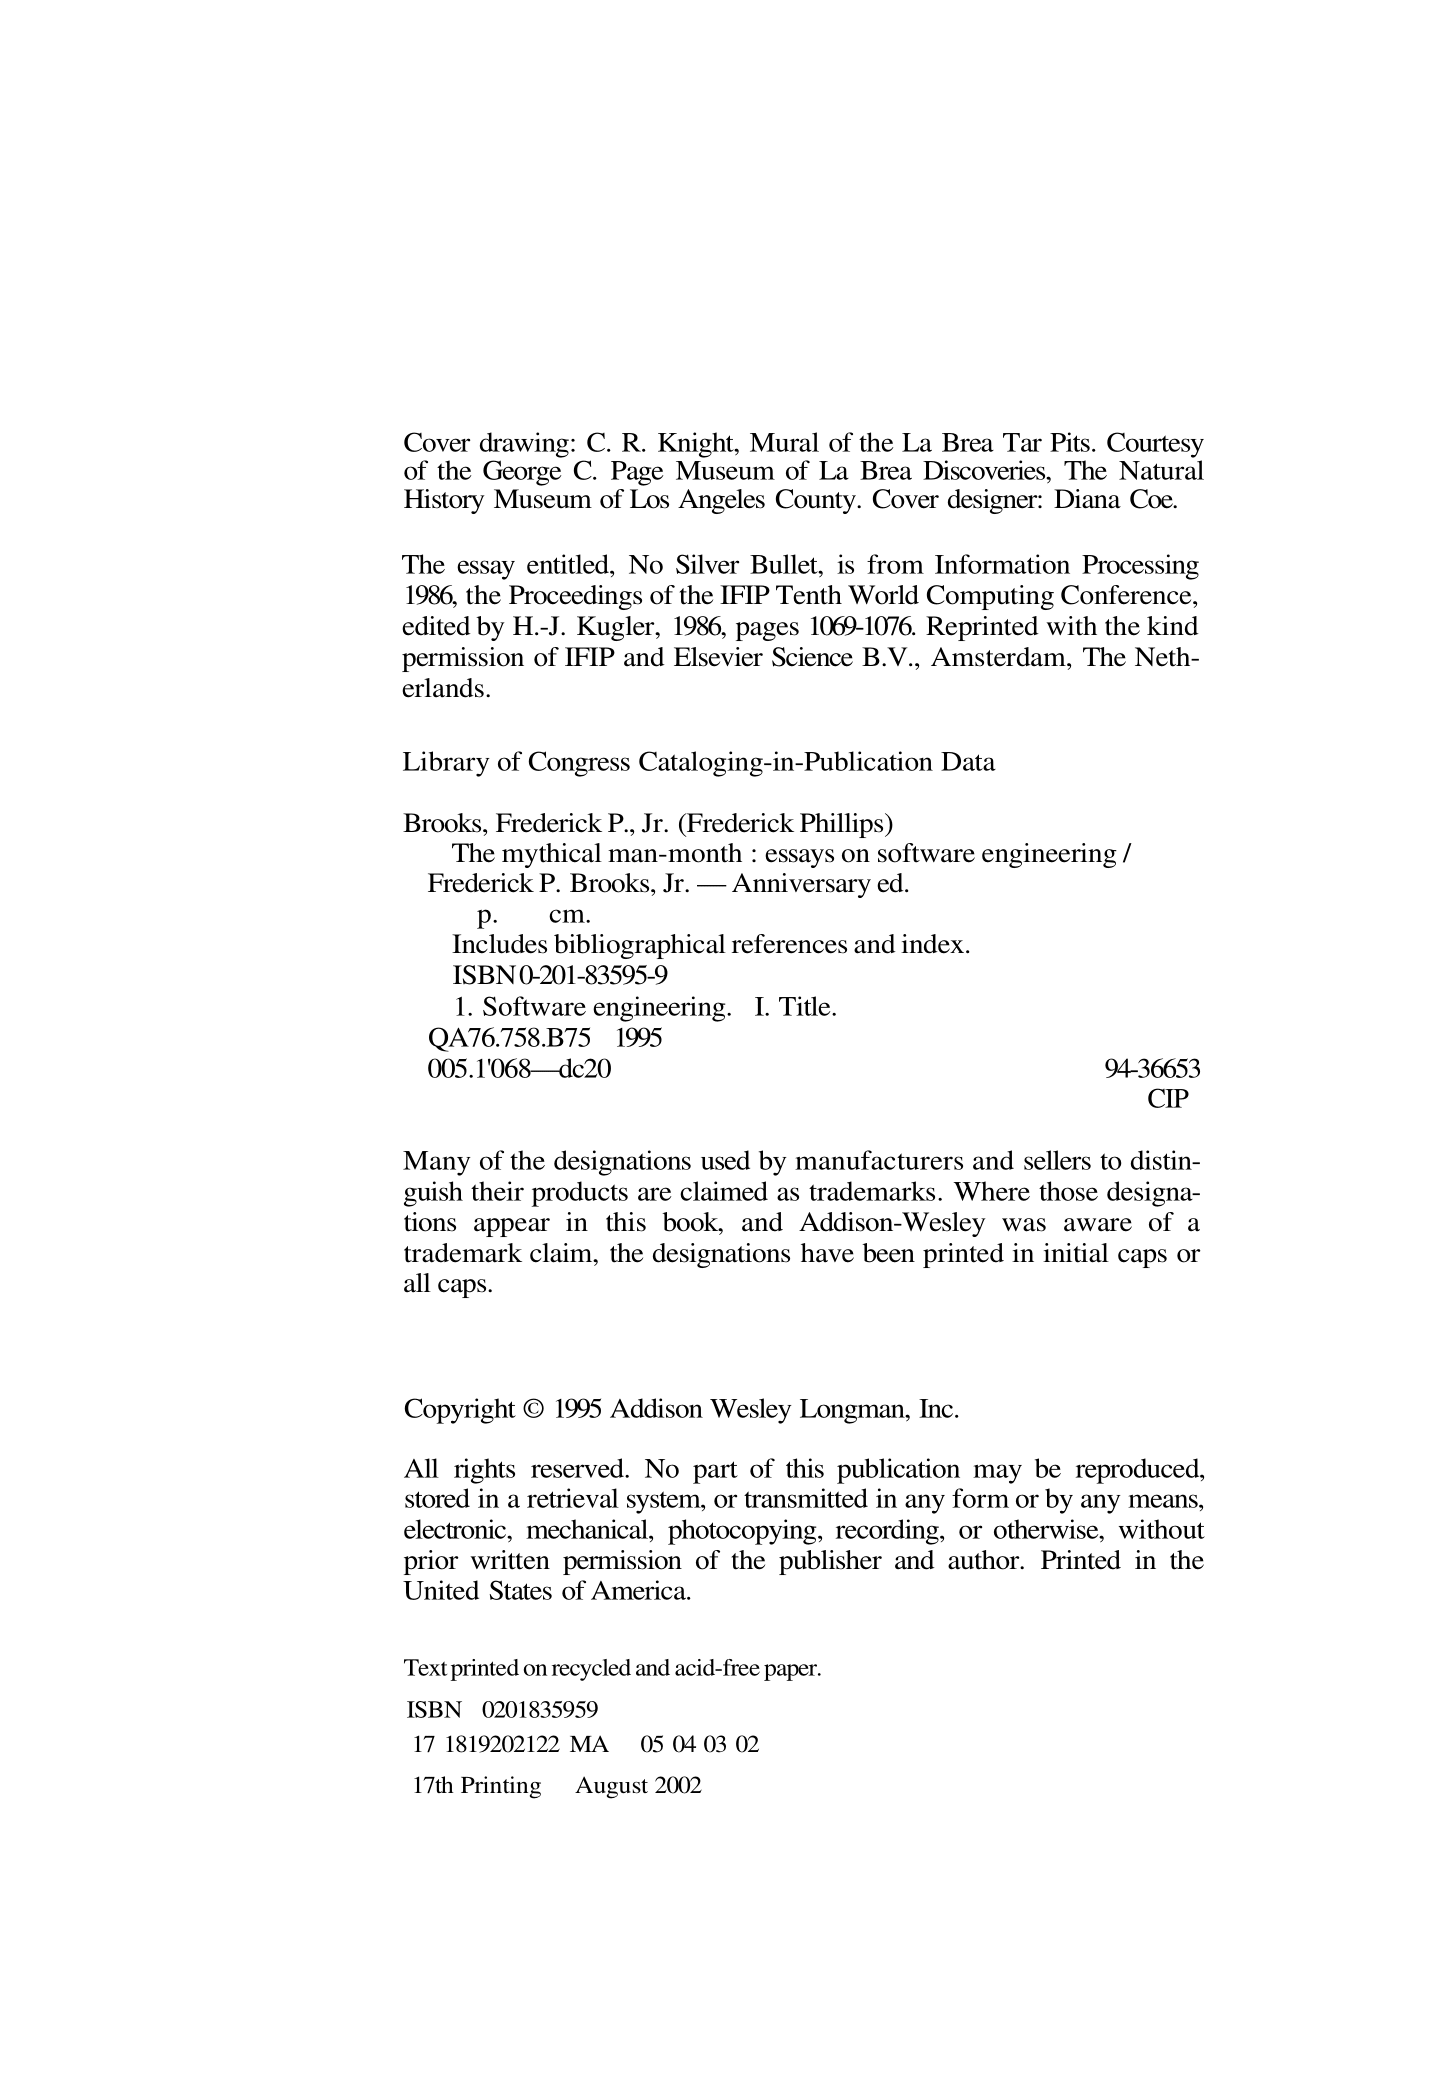 Cover drawing: C. R. Knight, Mural of the La Brea Tar Pits. Courtesy
of the George C. Page Museum of La Brea Discoveries, The Natural
History Museum of Los Angeles County. Cover designer: Diana Coe.
The essay entitled, No Silver Bullet, is from Information Processing
1986, the Proceedings of the IFIP Tenth World Computing Conference,
edited by H.-J. Kugler, 1986, pages 1069-1076. Reprinted with the kind
permission of IFIP and Elsevier Science B.V., Amsterdam, The Neth-
erlands.
Library of Congress Cataloging-in-Publication Data
Brooks, Frederick P., Jr. (Frederick Phillips)
The mythical man-month : essays on software engineering /
Frederick P. Brooks, Jr. — Anniversary ed.
p. cm.
Includes bibliographical references and index.
ISBN 0-201-83595-9
1. Software engineering. I. Title.
QA76.758.B75 1995
005.1'068—dc20 94-36653
CIP
Many of the designations used by manufacturers and sellers to distin-
guish their products are claimed as trademarks. Where those designa-
tions appear in this book, and Addison-Wesley was aware of a
trademark claim, the designations have been printed in initial caps or
all caps.
Copyright © 1995 Addison Wesley Longman, Inc.
All rights reserved. No part of this publication may be reproduced,
stored in a retrieval system, or transmitted in any form or by any means,
electronic, mechanical, photocopying, recording, or otherwise, without
prior written permission of the publisher and author. Printed in the
United States of America.
Text printed on recycled and acid-free paper.
ISBN 0201835959
17 1819202122 MA 05 04 03 02
17th Printing August 2002